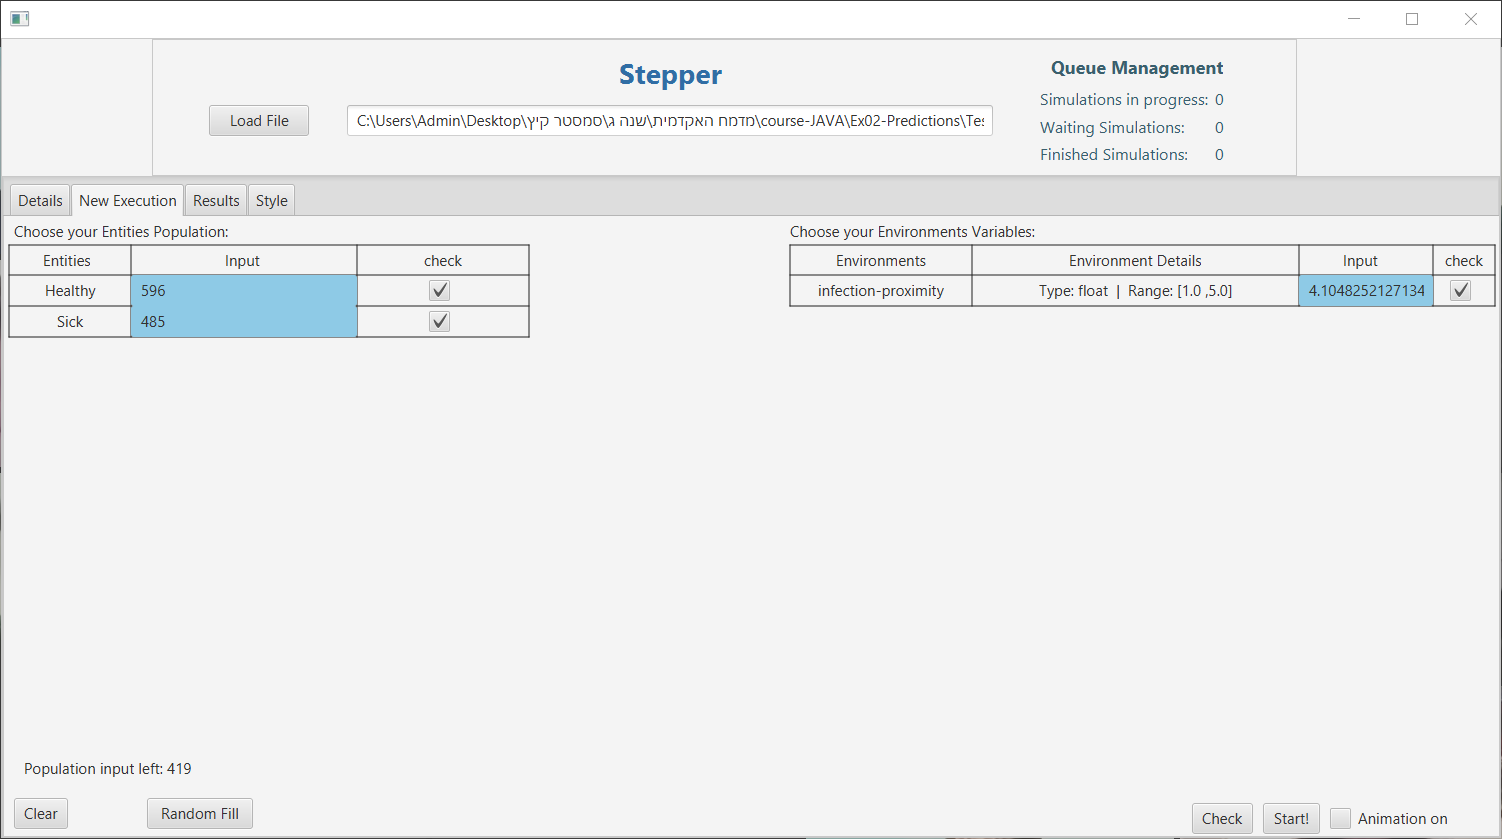 Stepper
Load File
C:\Users\Admin\Desktop\מדמח האקדמית\שנה ג\סמסטר קיץ\course-JAVA\Ex02-Predictions\Tes
Queue Management
Simulations in progress: 0
Waiting Simulations: 0
Finished Simulations: 0
Details New Execution Results Style
Choose your Entities Population:
Entities Input check
Healthy 596
Sick 485
Choose your Environments Variables:
Environments Environment Details Input check
infection-proximity Type: float | Range: [1.0 ,5.0] 4.1048252127134
Population input left: 419
Clear Random Fill
Check Start! Animation on